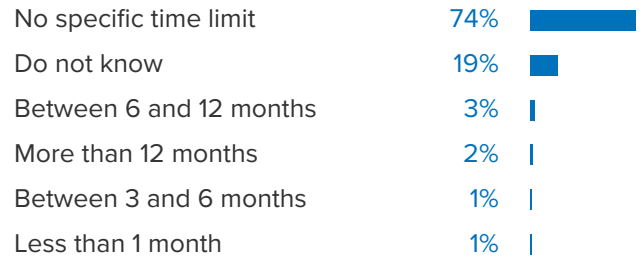 No specific time limit 74%
Do not know 19%
Between 6 and 12 months 3%
More than 12 months 2%
Between 3 and 6 months 1%
Less than 1 month 1%